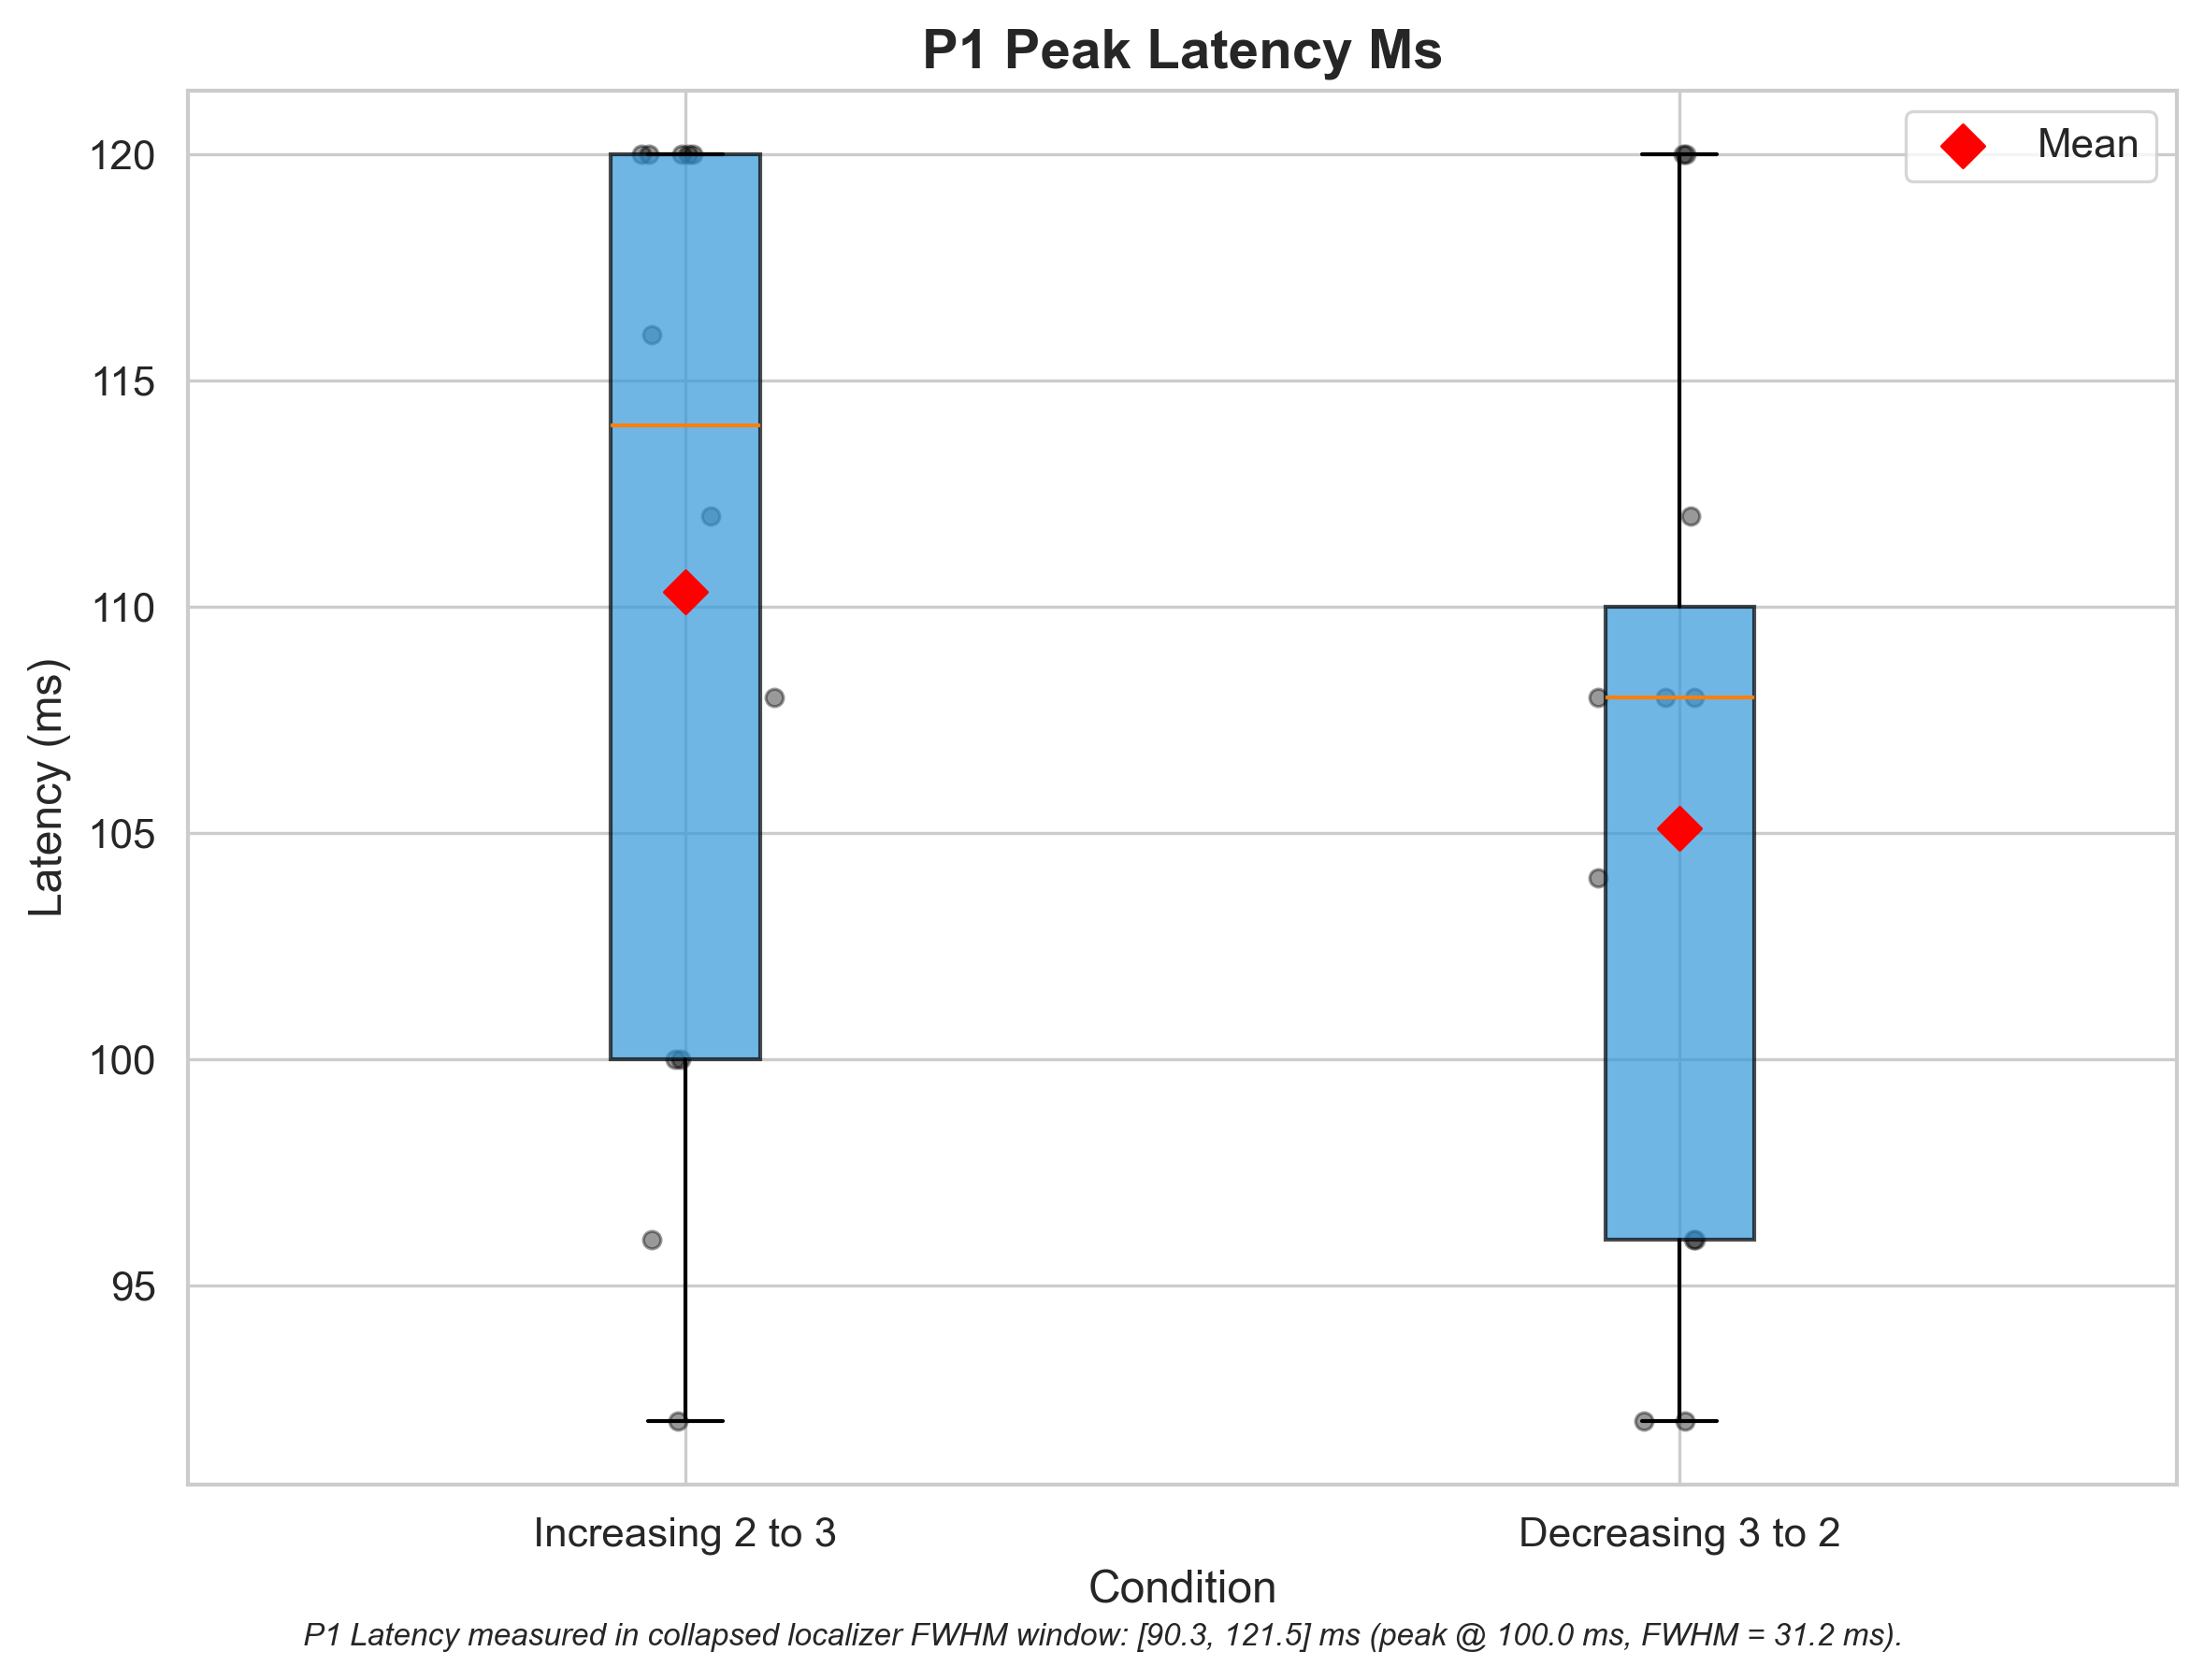 P1 Peak Latency Ms
Mean
120
115
110
105
100
95
Latency (ms)
Increasing 2 to 3
Decreasing 3 to 2
Condition
P1 Latency measured in collapsed localizer FWHM window: [90.3, 121.5] ms (peak @ 100.0 ms, FWHM = 31.2 ms).